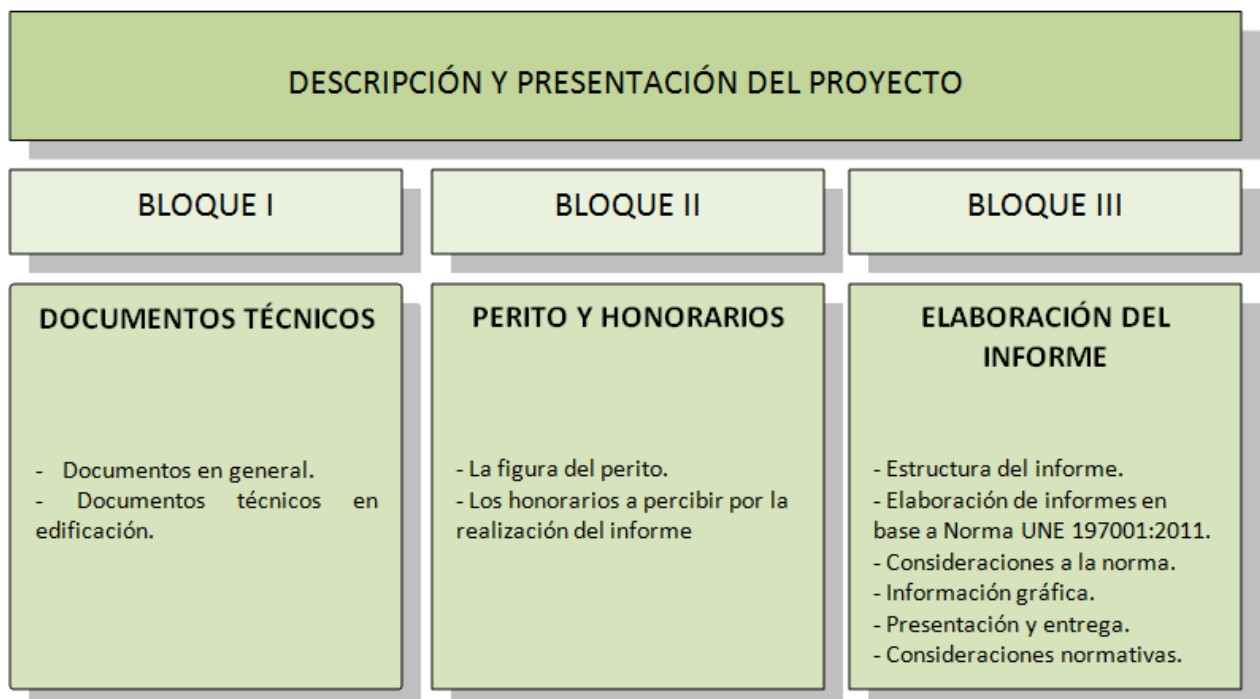 DESCRIPCIÓN Y PRESENTACIÓN DEL PROYECTO
BLOQUE I
DOCUMENTOS TÉCNICOS
- Documentos en general.
- Documentos técnicos en
edificación.
BLOQUE II
PERITO Y HONORARIOS
- La figura del perito.
- Los honorarios a percibir por la
realización del informe
BLOQUE III
ELABORACIÓN DEL
INFORME
- Estructura del informe.
- Elaboración de informes en
base a Norma UNE 197001:2011.
- Consideraciones a la norma.
- Información gráfica.
- Presentación y entrega.
- Consideraciones normativas.